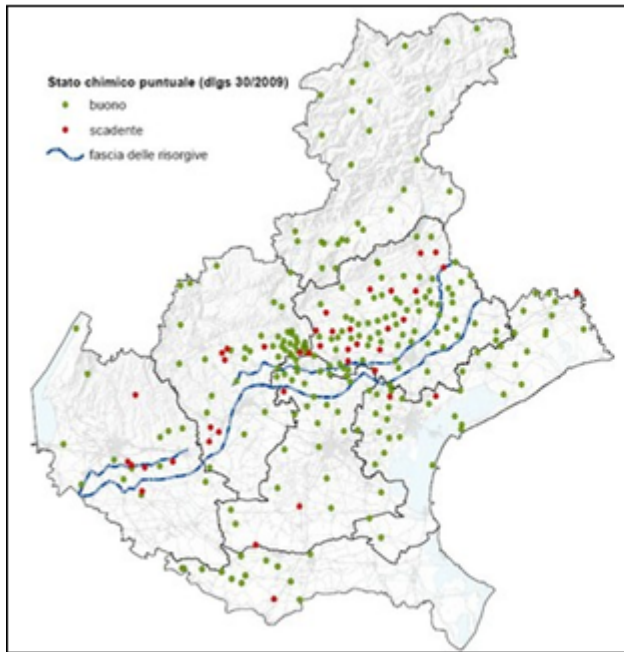 Stato chimico puntuale (dlgs 30/2009)
buono
scadente
fascia delle risorgive